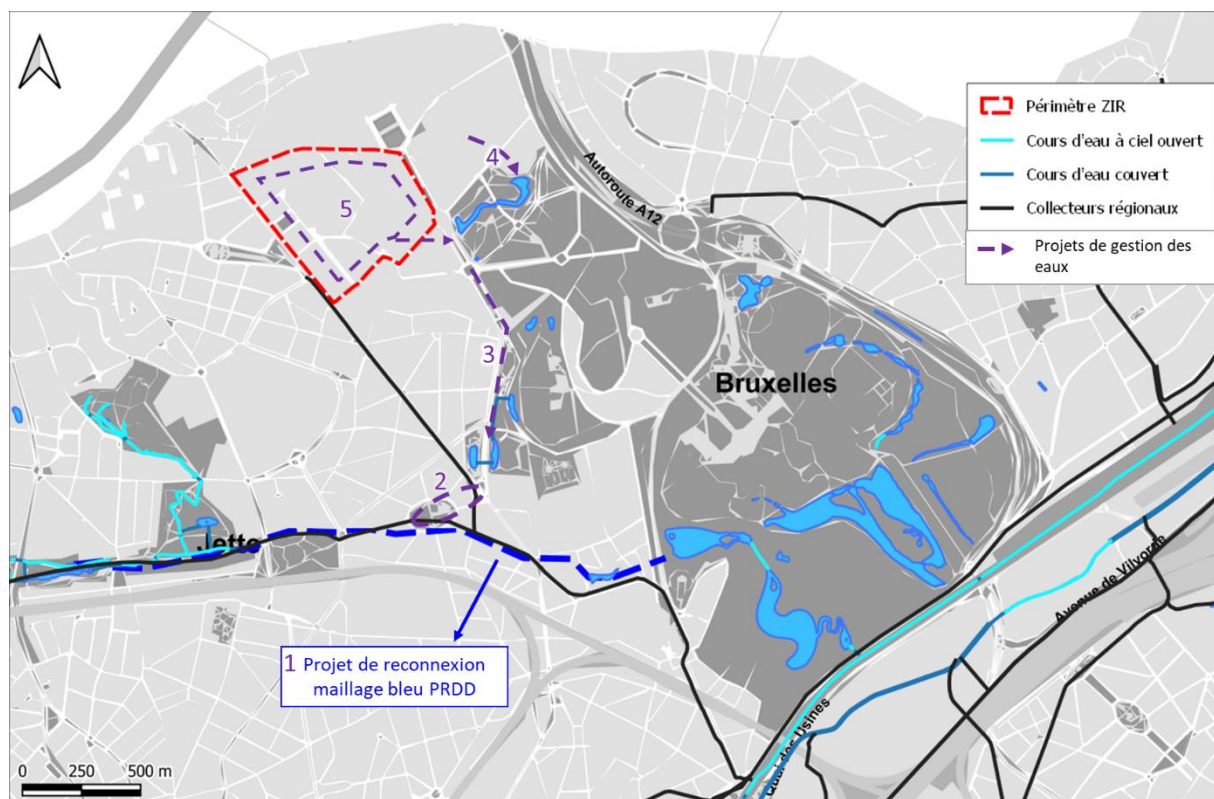 Périmètre ZIR
Cours d'eau à ciel ouvert
Cours d'eau couvert
Collecteurs régionaux
Projets de gestion des
eaux
Autoroute A12
4
5
3
Bruxelles
2
Jette
Avenue de Vilvorde
1 Projet de reconnexion
maillage bleu PRDD
Quai des Usines
0 250 500 m